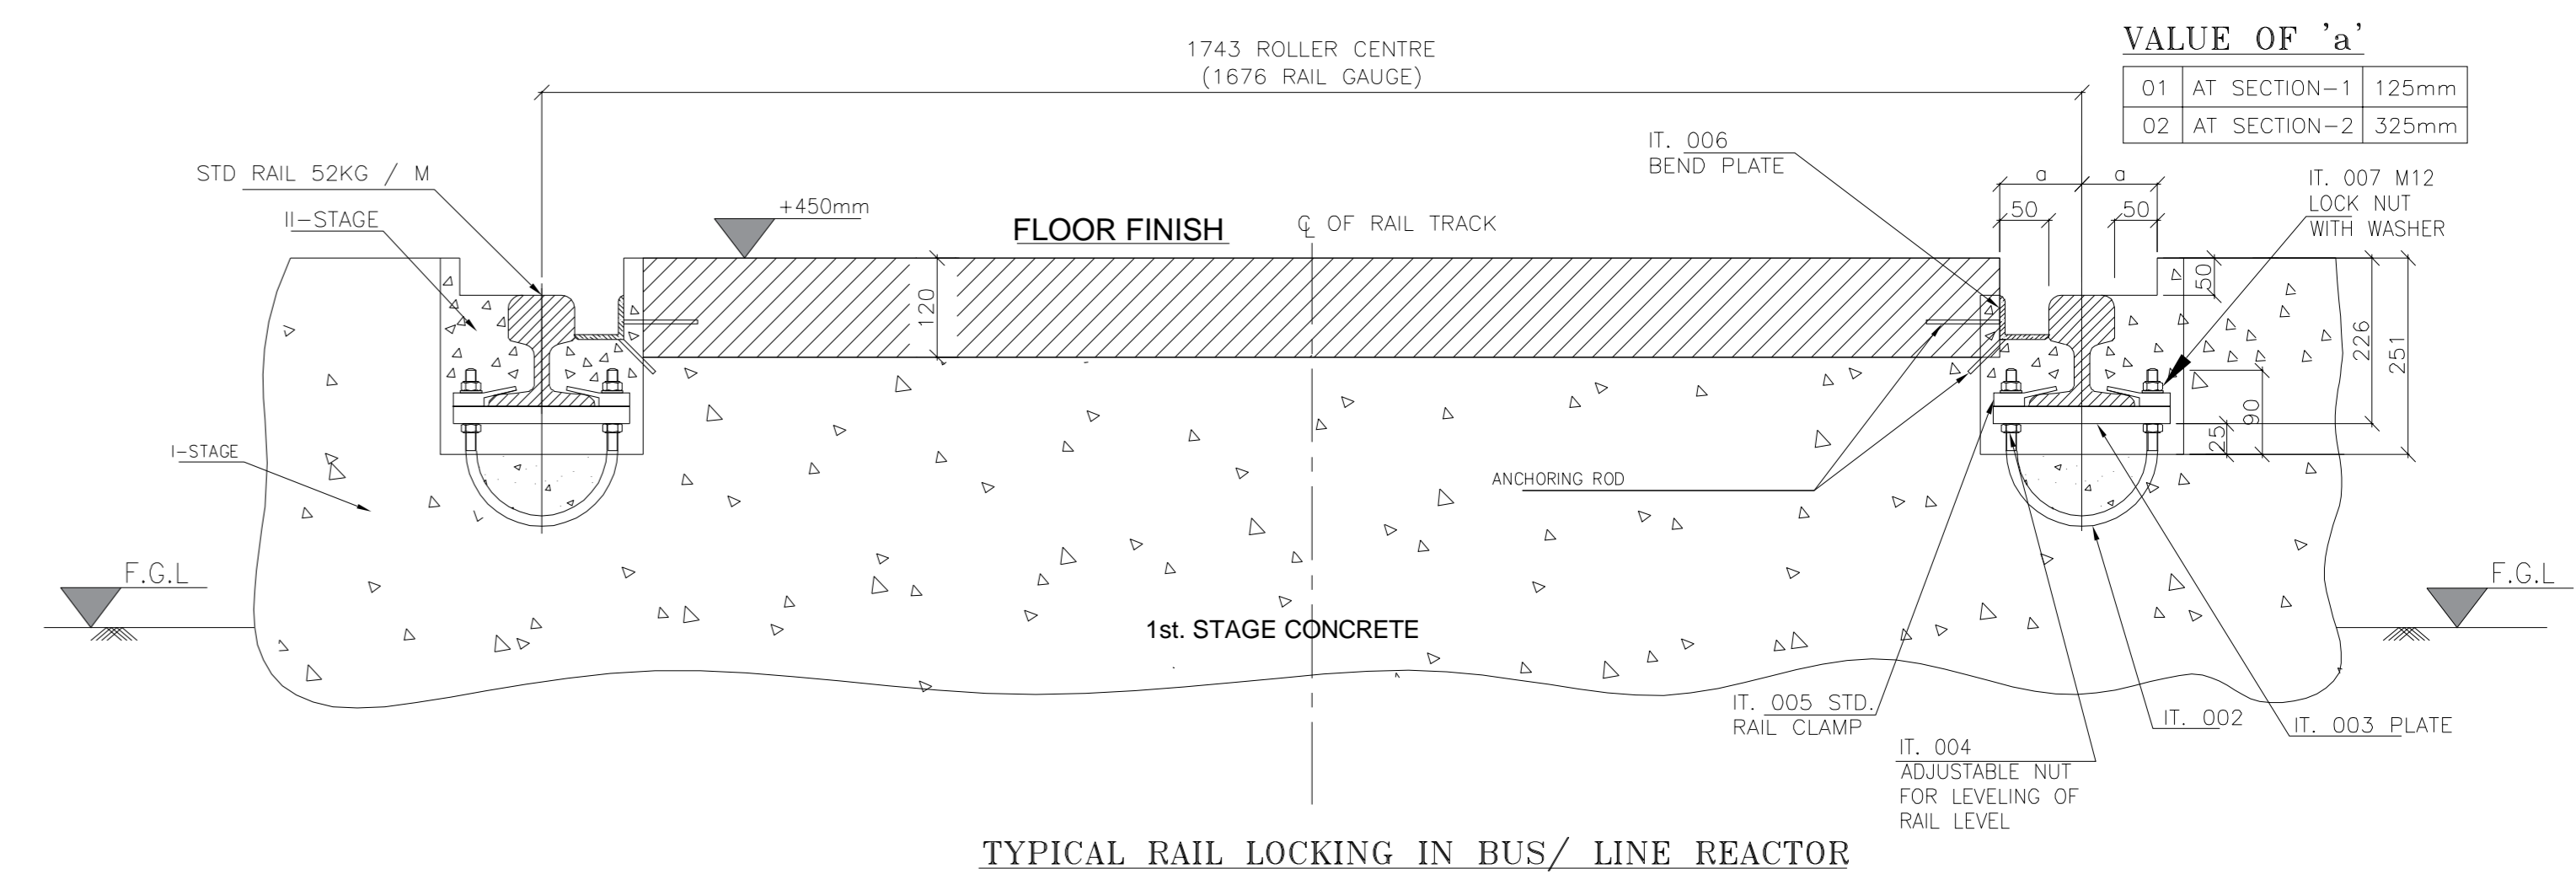 VALUE OF 'a'
01 AT SECTION-1 125mm
02 AT SECTION-2 325mm
1743 ROLLER CENTRE
(1676 RAIL GAUGE)
IT. 006
BEND PLATE
STD RAIL 52KG / M
a a
IT. 007 M12
LOCK NUT
WITH WASHER
II-STAGE
+450mm
FLOOR FINISH
℄ OF RAIL TRACK
50 50
50
120
226
251
90
25
I-STAGE
ANCHORING ROD
F.G.L
F.G.L
1st. STAGE CONCRETE
IT. 005 STD.
RAIL CLAMP
IT. 002
IT. 003 PLATE
IT. 004
ADJUSTABLE NUT
FOR LEVELING OF
RAIL LEVEL
TYPICAL RAIL LOCKING IN BUS/ LINE REACTOR